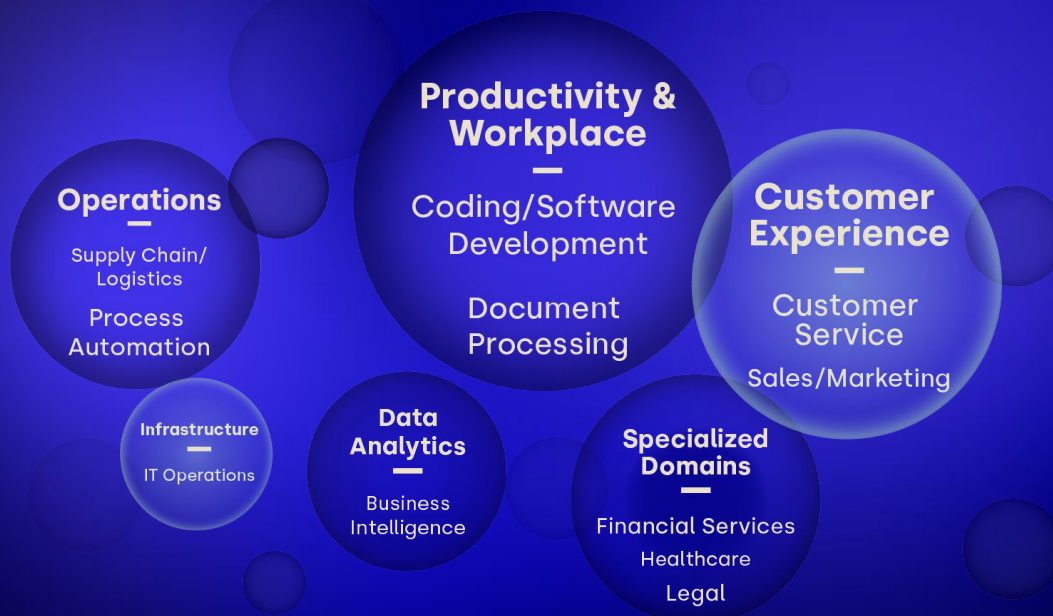 Productivity &
Workplace
Coding/Software
Development
Document
Processing
Operations
Supply Chain/
Logistics
Process
Automation
Customer
Experience
Customer
Service
Sales/Marketing
Infrastructure
IT Operations
Data
Analytics
Business
Intelligence
Specialized
Domains
Financial Services
Healthcare
Legal